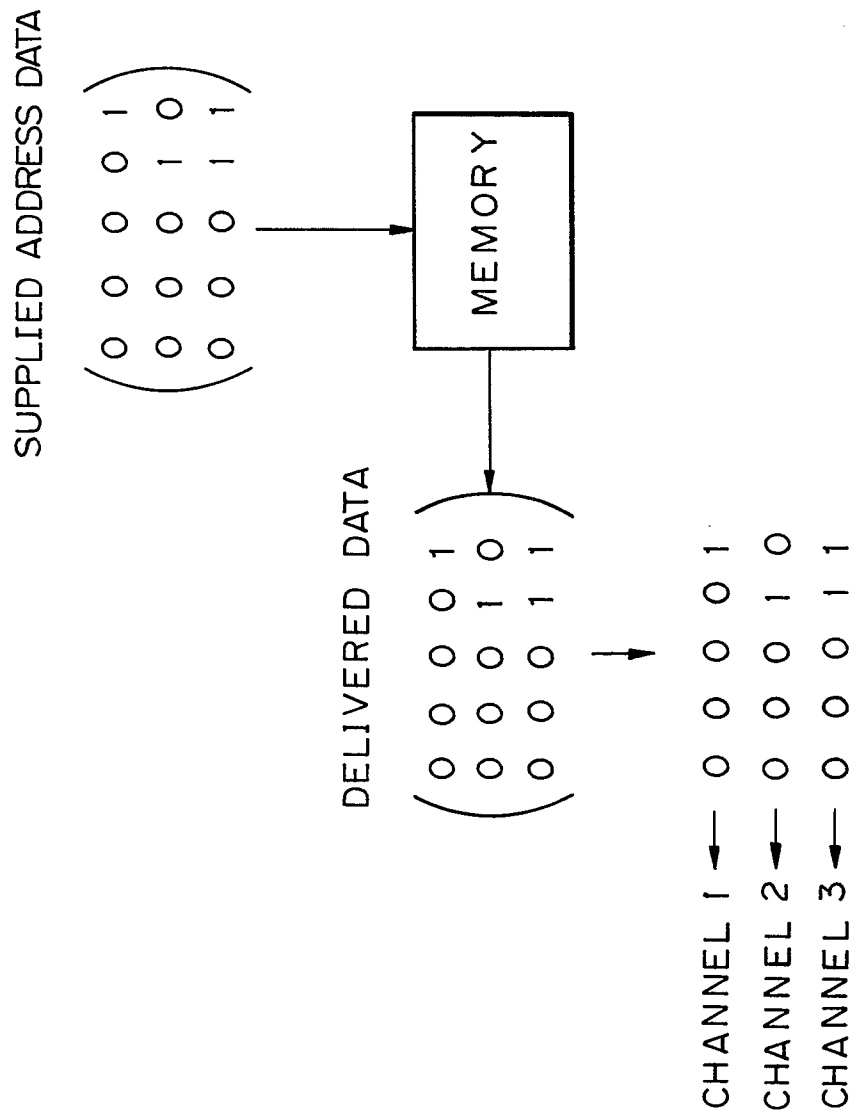 SUPPLIED ADDRESS DATA
0 0 0 0 1
0 0 0 1 0
0 0 0 1 1
MEMORY
DELIVERED DATA
0 0 0 0 1
0 0 0 1 0
0 0 0 1 1
CHANNEL 1 ← 0 0 0 0 1
CHANNEL 2 ← 0 0 0 1 0
CHANNEL 3 ← 0 0 0 1 1